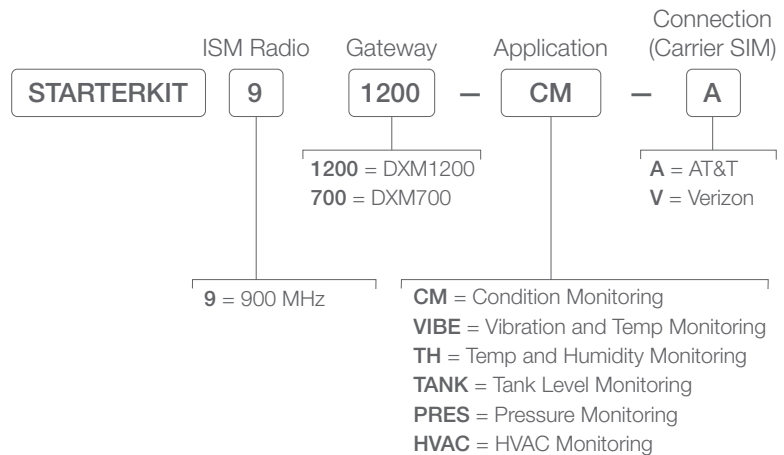 ISM Radio Gateway Application Connection (Carrier SIM)
STARTERKIT 9 1200 – CM – A
1200 = DXM1200
700 = DXM700
A = AT&T
V = Verizon
9 = 900 MHz
CM = Condition Monitoring
VIBE = Vibration and Temp Monitoring
TH = Temp and Humidity Monitoring
TANK = Tank Level Monitoring
PRES = Pressure Monitoring
HVAC = HVAC Monitoring